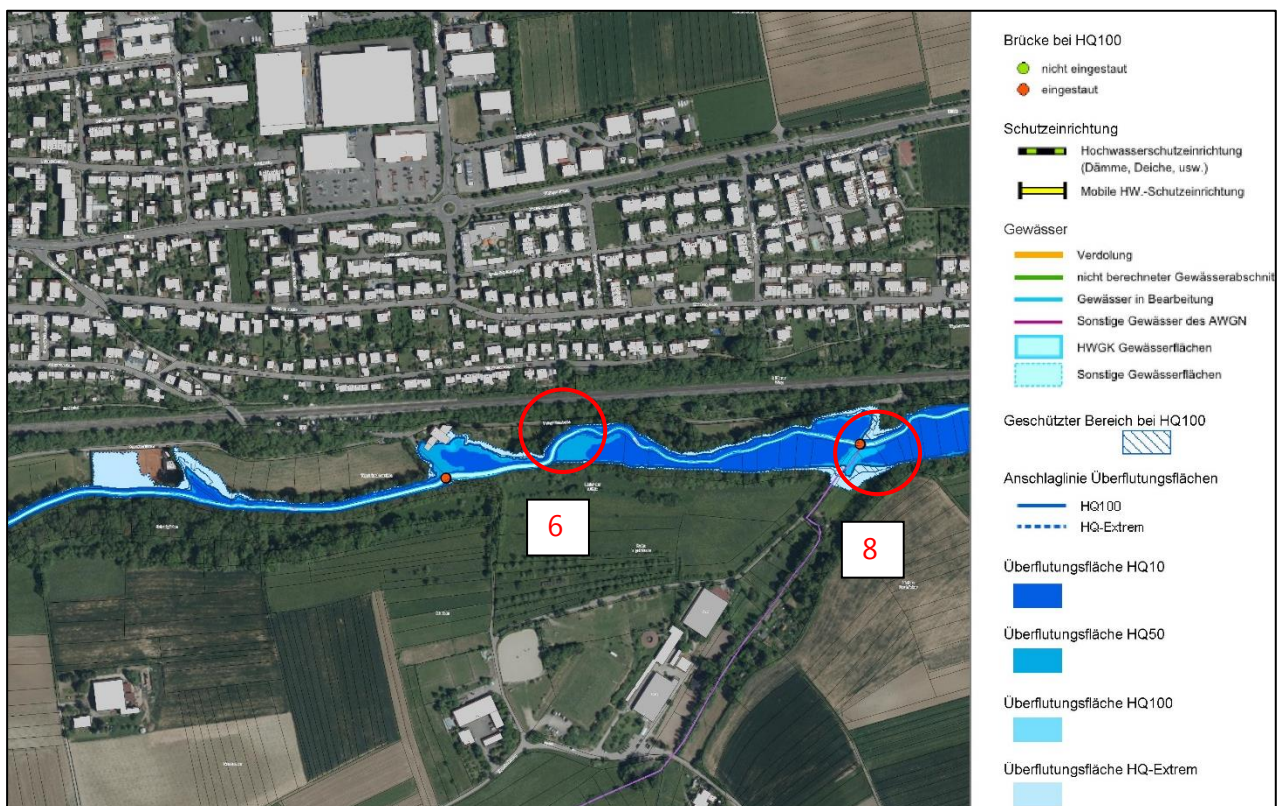 6
8
Brücke bei HQ100
nicht eingestaut
eingestaut
Schutzeinrichtung
Hochwasserschutzeinrichtung
(Dämme, Deiche, usw.)
Mobile HW.-Schutzeinrichtung
Gewässer
Verdolung
nicht berechneter Gewässerabschnit
Gewässer in Bearbeitung
Sonstige Gewässer des AWGN
HWGK Gewässerflächen
Sonstige Gewässerflächen
Geschützter Bereich bei HQ100
Anschlaglinie Überflutungsflächen
HQ100
HQ-Extrem
Überflutungsfläche HQ10
Überflutungsfläche HQ50
Überflutungsfläche HQ100
Überflutungsfläche HQ-Extrem